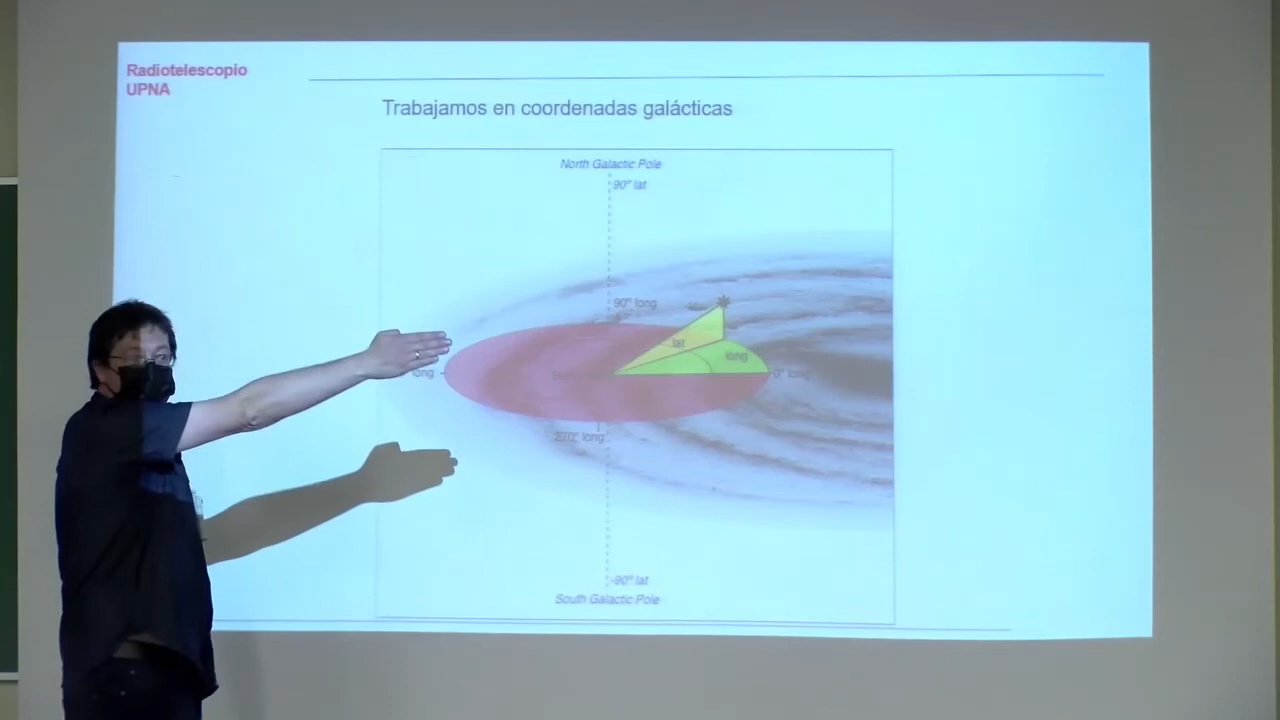 Radiotelescopio
UPNA
Trabajamos en coordenadas galácticas
North Galactic Pole
90° lat
90° long
lat
long
long
0° long
270° long
-90° lat
South Galactic Pole